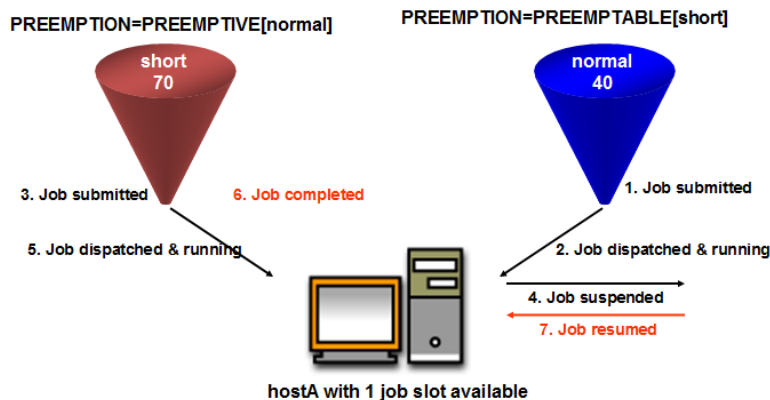 PREEMPTION=PREEMPTIVE[normal]
PREEMPTION=PREEMPTABLE[short]
short
70
normal
40
3. Job submitted
6. Job completed
1. Job submitted
5. Job dispatched & running
2. Job dispatched & running
4. Job suspended
7. Job resumed
hostA with 1 job slot available